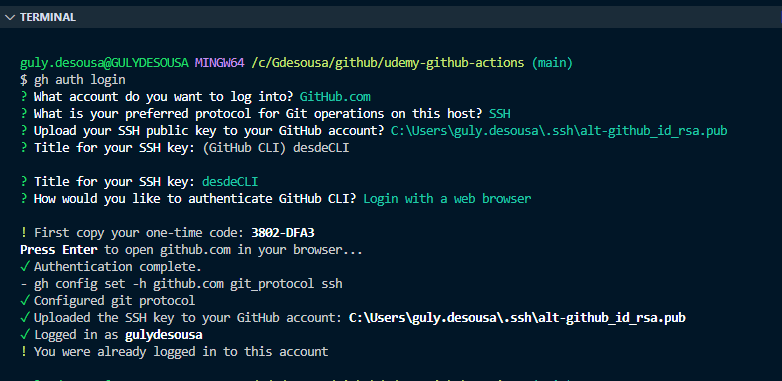 TERMINAL
guly.desousa@GULYDESOUSA MINGW64 /c/Gdesousa/github/udemy-github-actions (main)
$ gh auth login
? What account do you want to log into? GitHub.com
? What is your preferred protocol for Git operations on this host? SSH
? Upload your SSH public key to your GitHub account? C:\Users\guly.desousa\.ssh\alt-github_id_rsa.pub
? Title for your SSH key: (GitHub CLI) desdeCLI
? Title for your SSH key: desdeCLI
? How would you like to authenticate GitHub CLI? Login with a web browser
! First copy your one-time code: 3802-DFA3
Press Enter to open github.com in your browser...
✓ Authentication complete.
- gh config set -h github.com git_protocol ssh
✓ Configured git protocol
✓ Uploaded the SSH key to your GitHub account: C:\Users\guly.desousa\.ssh\alt-github_id_rsa.pub
✓ Logged in as gulydesousa
! You were already logged in to this account